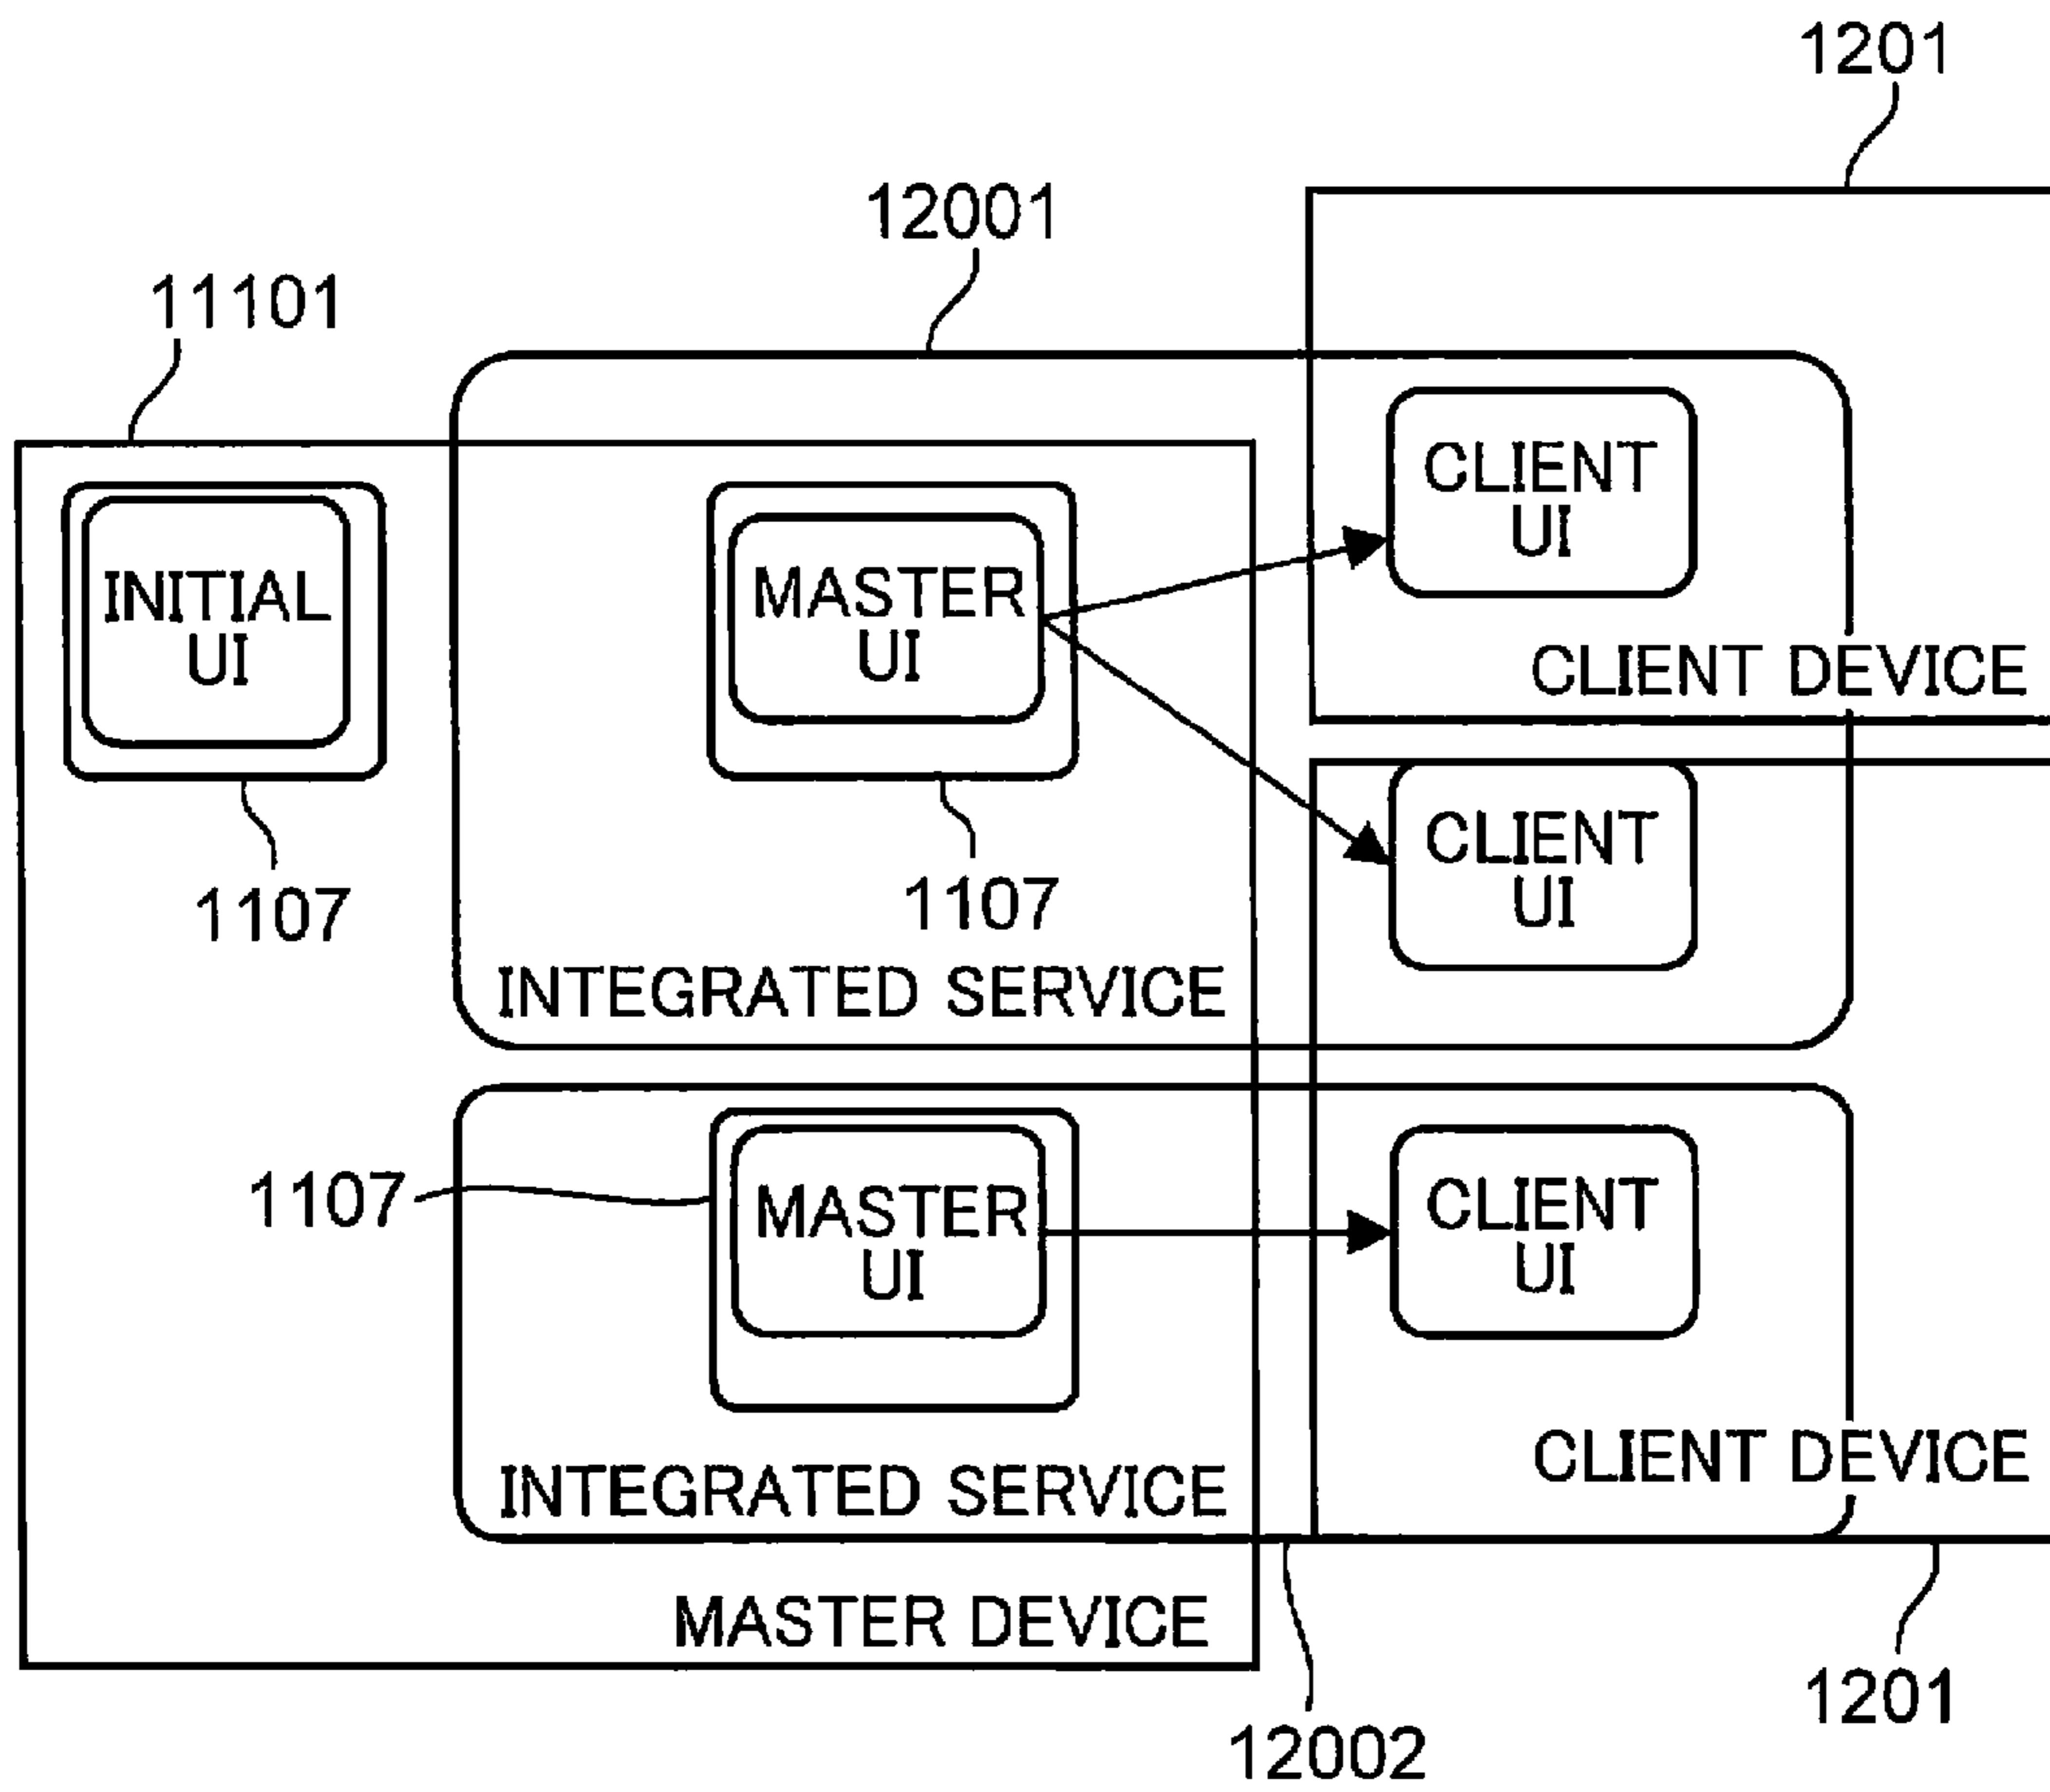 1201
12001
11101
CLIENT
UI
INITIAL
UI
MASTER
UI
CLIENT DEVICE
CLIENT
UI
1107
1107
INTEGRATED SERVICE
1107
MASTER
UI
CLIENT
UI
CLIENT DEVICE
INTEGRATED SERVICE
MASTER DEVICE
1201
12002